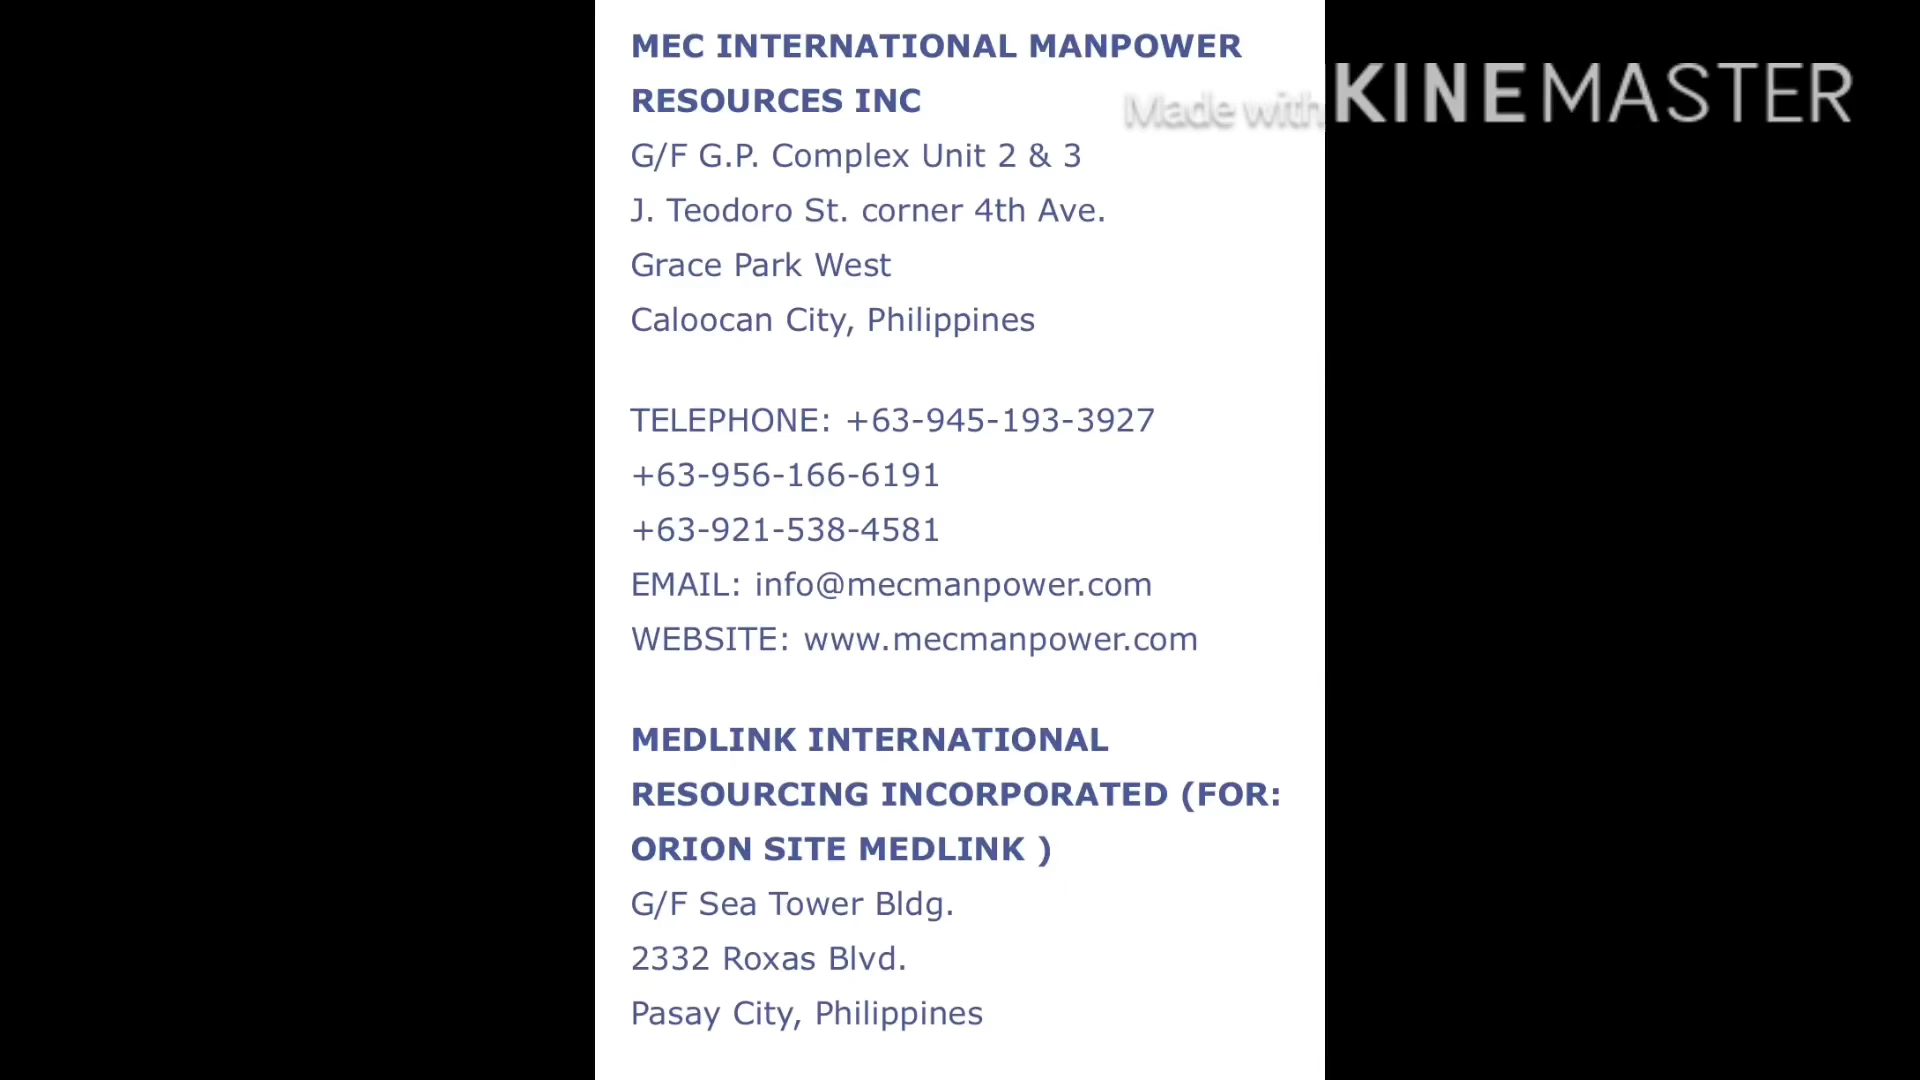 MEC INTERNATIONAL MANPOWER
RESOURCES INC
Made with KINEMASTER
G/F G.P. Complex Unit 2 & 3
J. Teodoro St. corner 4th Ave.
Grace Park West
Caloocan City, Philippines
TELEPHONE: +63-945-193-3927
+63-956-166-6191
+63-921-538-4581
EMAIL: info@mecmanpower.com
WEBSITE: www.mecmanpower.com
MEDLINK INTERNATIONAL
RESOURCING INCORPORATED (FOR:
ORION SITE MEDLINK )
G/F Sea Tower Bldg.
2332 Roxas Blvd.
Pasay City, Philippines